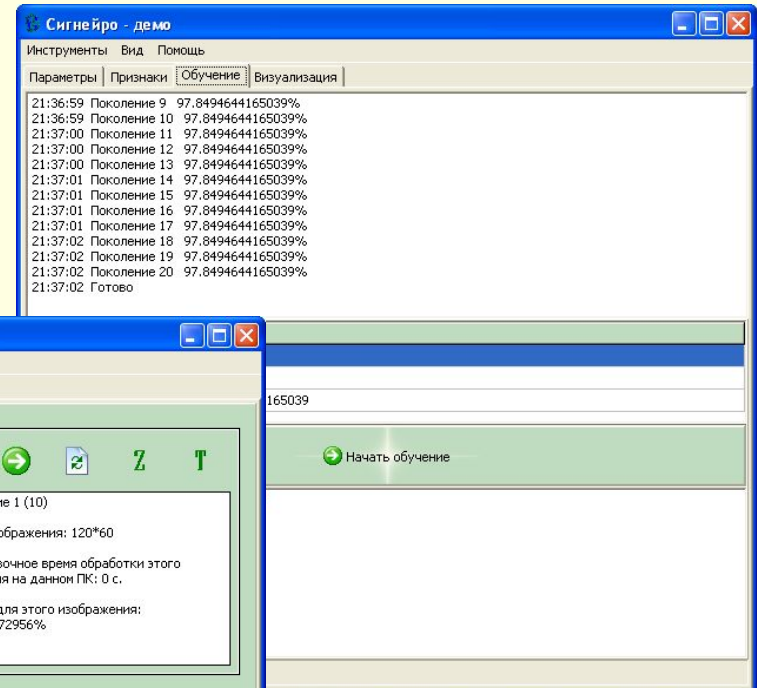 Сигнейро - демо
Инструменты Вид Помощь
Параметры Признаки Обучение Визуализация
21:36:59 Поколение 9 97.8494644165039%
21:36:59 Поколение 10 97.8494644165039%
21:37:00 Поколение 11 97.8494644165039%
21:37:00 Поколение 12 97.8494644165039%
21:37:00 Поколение 13 97.8494644165039%
21:37:01 Поколение 14 97.8494644165039%
21:37:01 Поколение 15 97.8494644165039%
21:37:01 Поколение 16 97.8494644165039%
21:37:01 Поколение 17 97.8494644165039%
21:37:02 Поколение 18 97.8494644165039%
21:37:02 Поколение 19 97.8494644165039%
21:37:02 Поколение 20 97.8494644165039%
21:37:02 Готово
165039
Начать обучение
Z T
ие 1 (10)
ображения: 120*60
вочное время обработки этого
ия на данном ПК: 0 с.
для этого изображения:
72956%